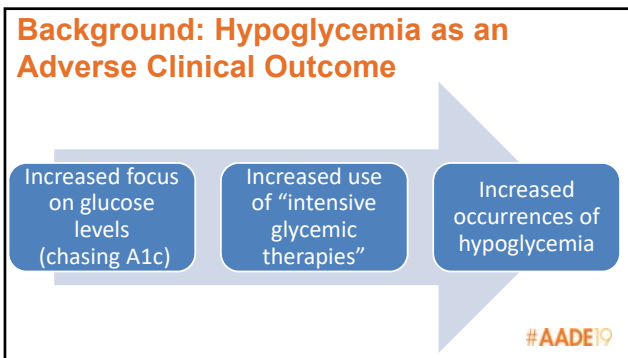 Background: Hypoglycemia as an
Adverse Clinical Outcome
Increased focus
on glucose
levels
(chasing A1c)
Increased use
of “intensive
glycemic
therapies”
Increased
occurrences of
hypoglycemia
#AADE19